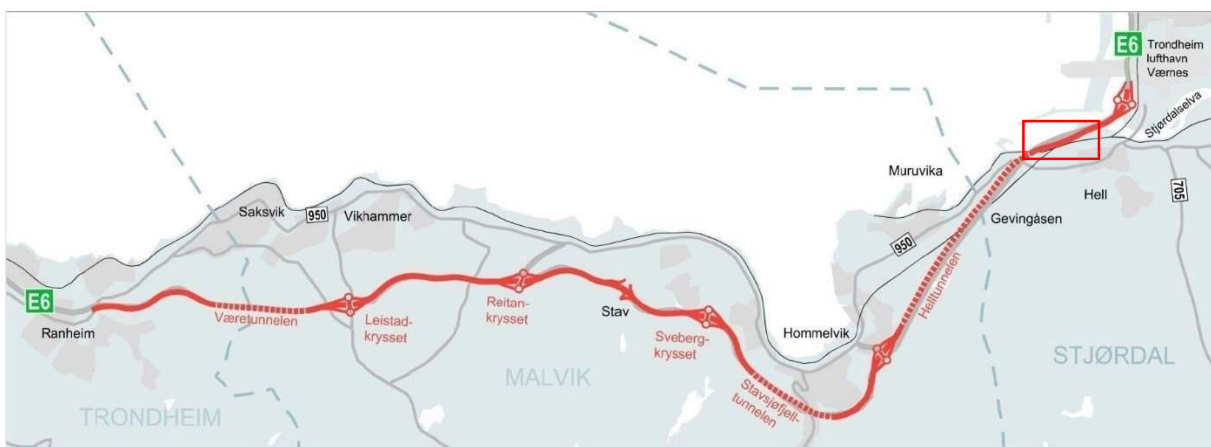 E6
Trondheim
lufthavn
Værnes
Stjørdalselva
Muruvika
Hell
705
Saksvik
950
Vikhammer
950
Gevingåsen
E6
Ranheim
Væretunnelen
Leistad-
krysset
Reitan-
krysset
Stav
Sveberg-
krysset
Hommelvik
Helltunnelen
STJØRDAL
MALVIK
Stavsjøfjell-
tunnelen
TRONDHEIM